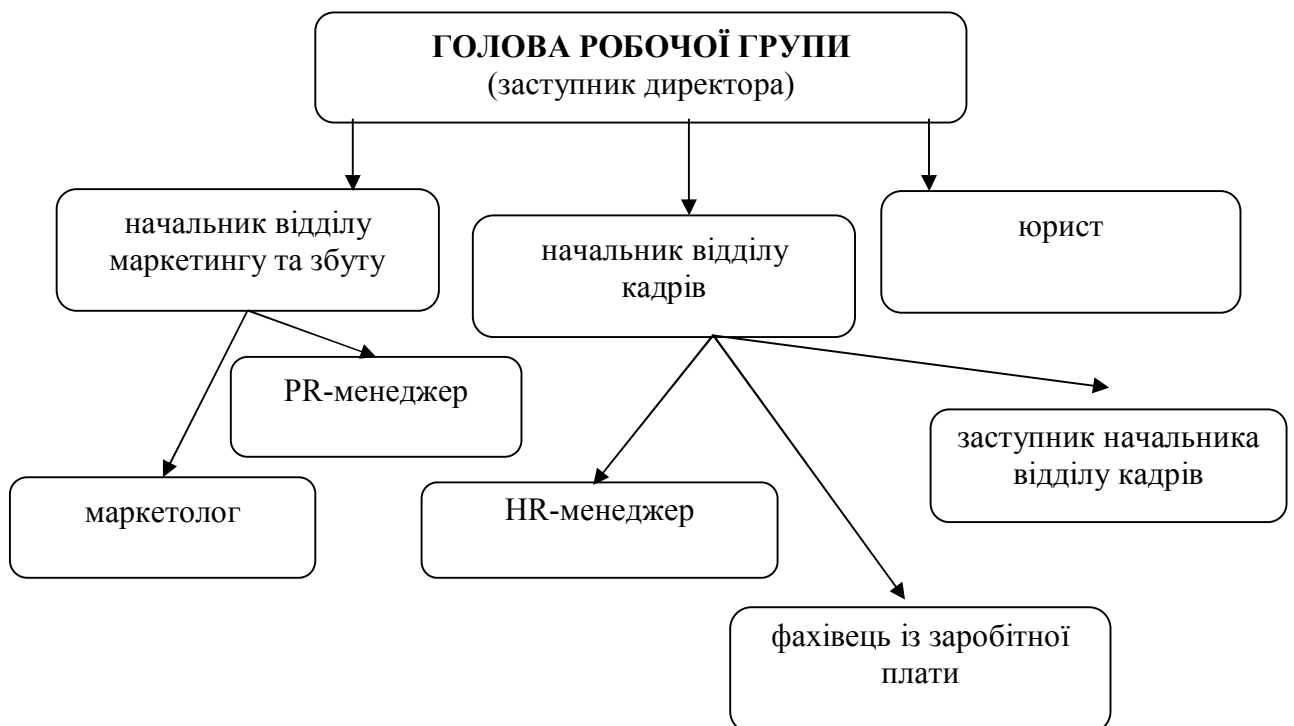 ГОЛОВА РОБОЧОЇ ГРУПИ
(заступник директора)
начальник відділу
маркетингу та збуту
начальник відділу
кадрів
юрист
PR-менеджер
маркетолог
HR-менеджер
заступник начальника
відділу кадрів
фахівець із заробітної
плати